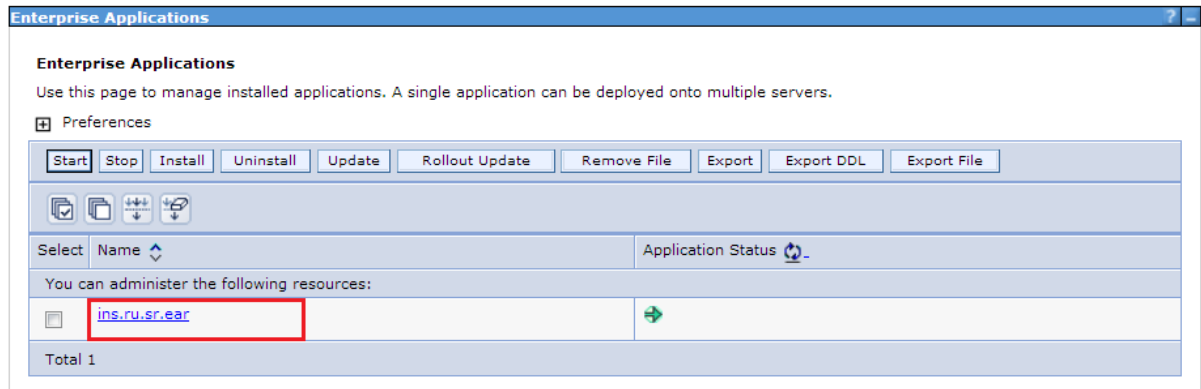 Enterprise Applications ? -
Enterprise Applications
Use this page to manage installed applications. A single application can be deployed onto multiple servers.
+ Preferences
Start Stop Install Uninstall Update Rollout Update Remove File Export Export DDL Export File
Select Name Application Status
You can administer the following resources:
ins.ru.sr.ear
Total 1